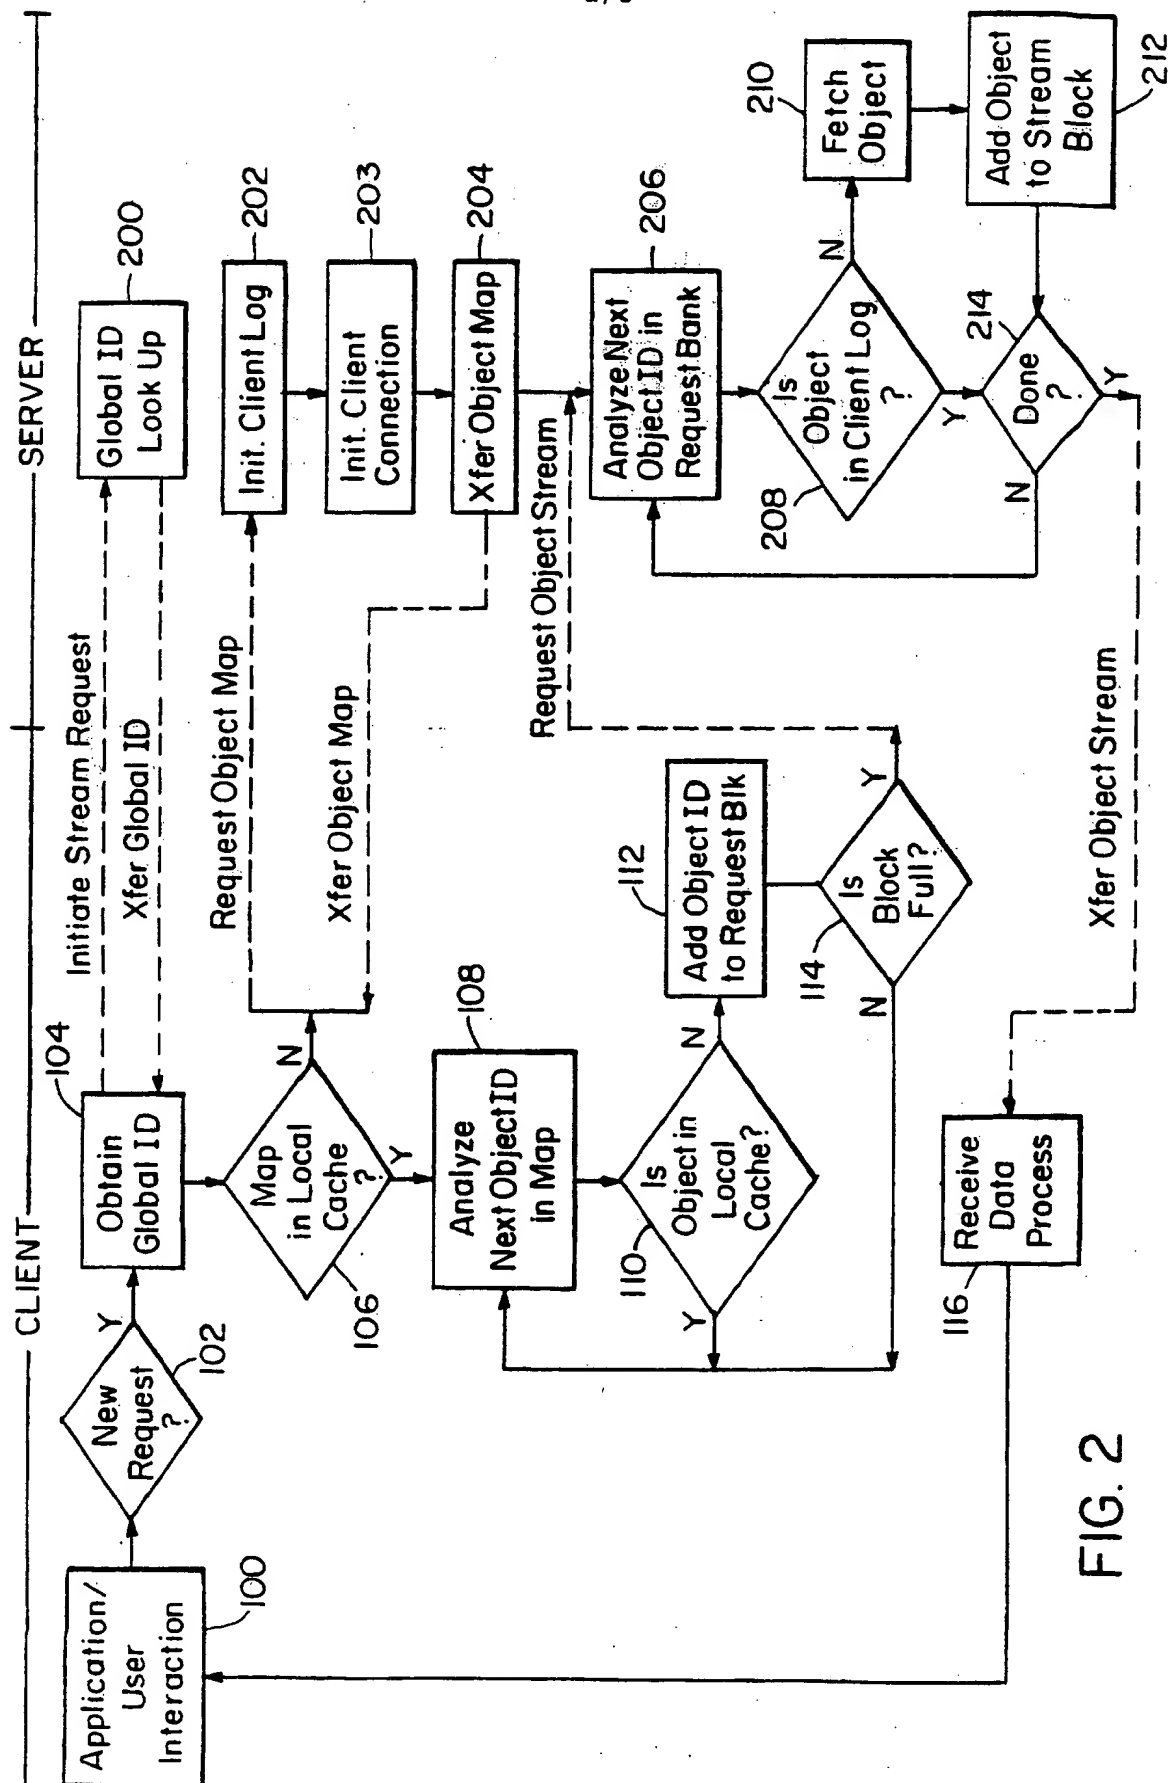 CLIENT
SERVER
Application/
User
Interaction
100
New
Request
?
102
Y
Obtain
Global ID
104
Initiate Stream Request
Xfer Global ID
Global ID
Look Up
200
Map
in Local
Cache
?
106
N
Y
Request Object Map
Xfer Object Map
Init. Client Log
202
Init. Client
Connection
203
Xfer Object Map
204
Analyze
Next Object ID
in Map
108
Is
Object in
Local
Cache?
110
Y
N
Add Object ID
to Request Blk
112
Is
Block
Full?
114
N
Y
Request Object Stream
Analyze Next
Object ID in
Request Bank
206
Is
Object
in Client Log
?
208
N
Y
Fetch
Object
210
Add Object
to Stream
Block
212
Done
?
214
N
Y
Xfer Object Stream
Receive
Data
Process
116
FIG. 2